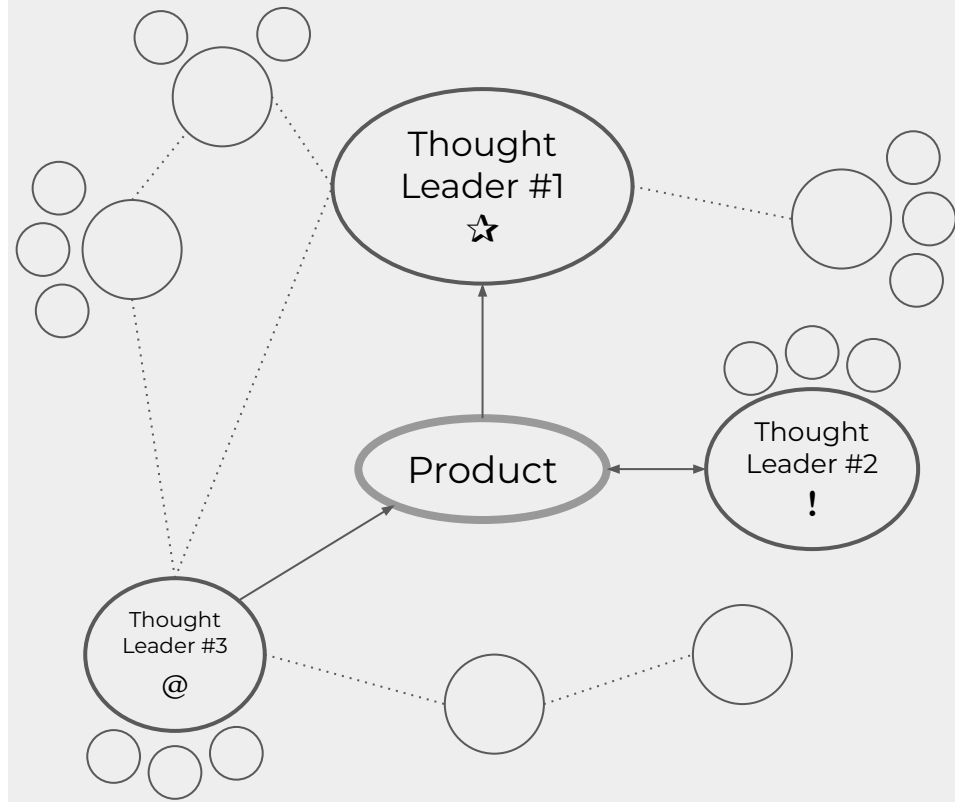 Thought
Leader #1
☆
Product
Thought
Leader #2
!
Thought
Leader #3
@